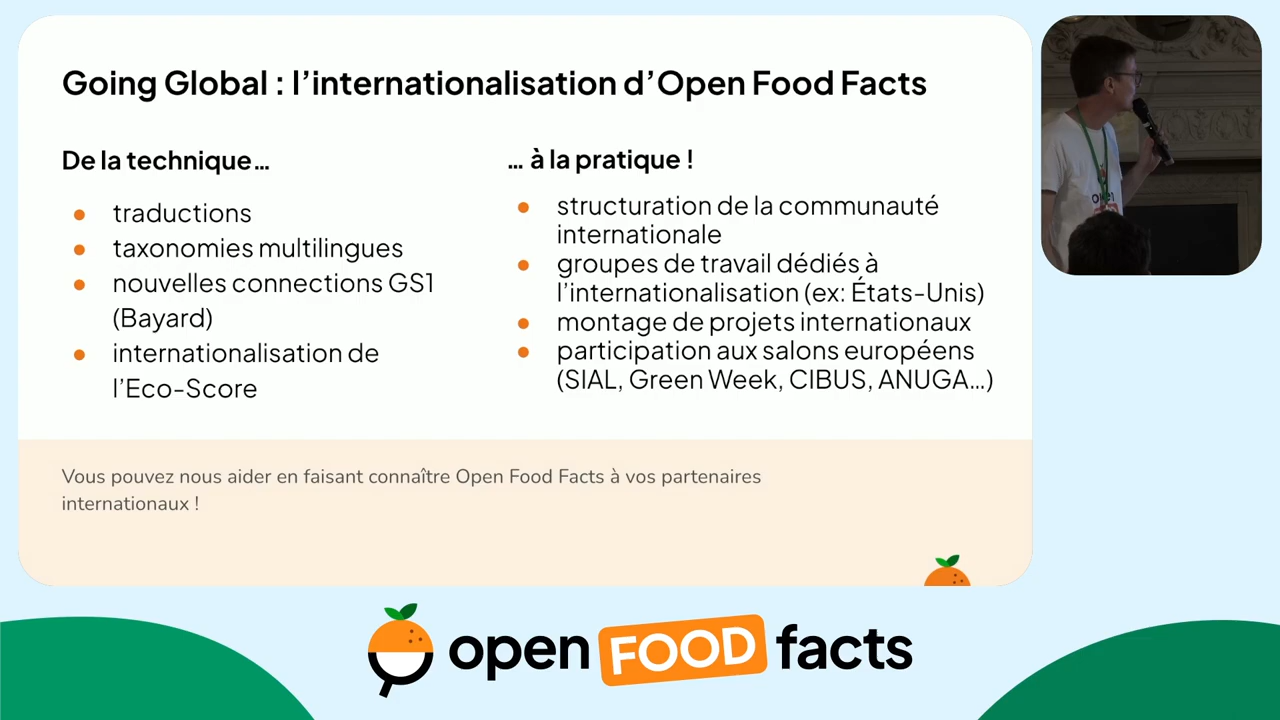 Going Global : l’internationalisation d’Open Food Facts
De la technique…
traductions
taxonomies multilingues
nouvelles connections GS1
(Bayard)
internationalisation de
l’Eco-Score
… à la pratique !
structuration de la communauté
internationale
groupes de travail dédiés à
l’internationalisation (ex: États-Unis)
montage de projets internationaux
participation aux salons européens
(SIAL, Green Week, CIBUS, ANUGA…)
Vous pouvez nous aider en faisant connaître Open Food Facts à vos partenaires
internationaux !
open FOOD facts